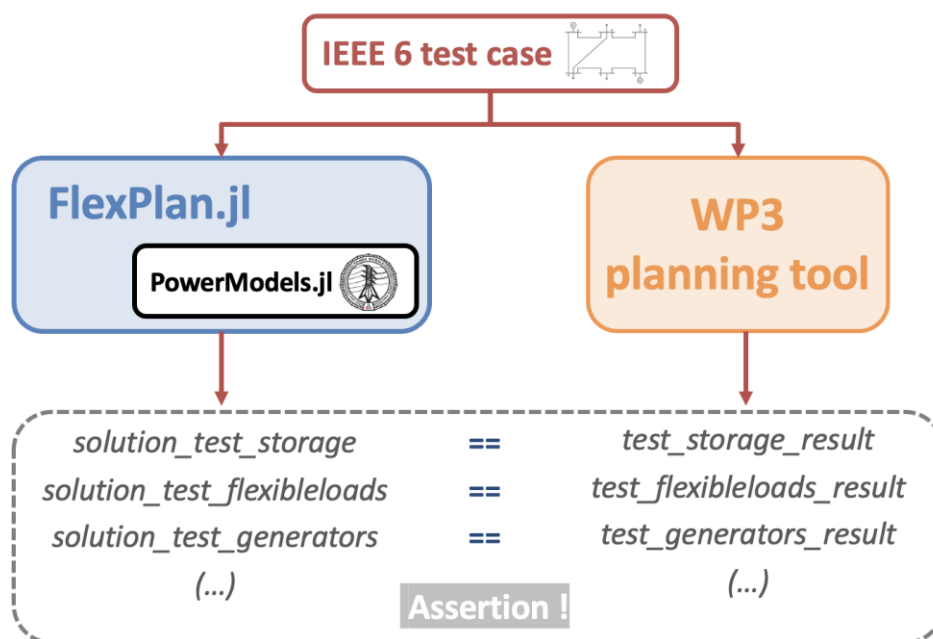 IEEE 6 test case
FlexPlan.jl
PowerModels.jl
WP3
planning tool
solution_test_storage == test_storage_result
solution_test_flexibleloads == test_flexibleloads_result
solution_test_generators == test_generators_result
(...) (...)
Assertion !